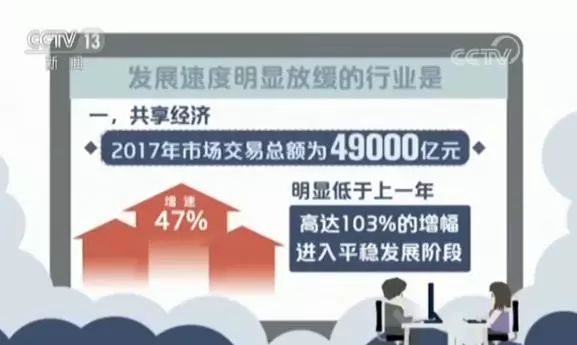 CCTV 13
新闻
CCTV
发展速度明显放缓的行业是
一，共享经济
2017年市场交易总额为49000亿元
增速
47%
明显低于上一年
高达103%的增幅
进入平稳发展阶段